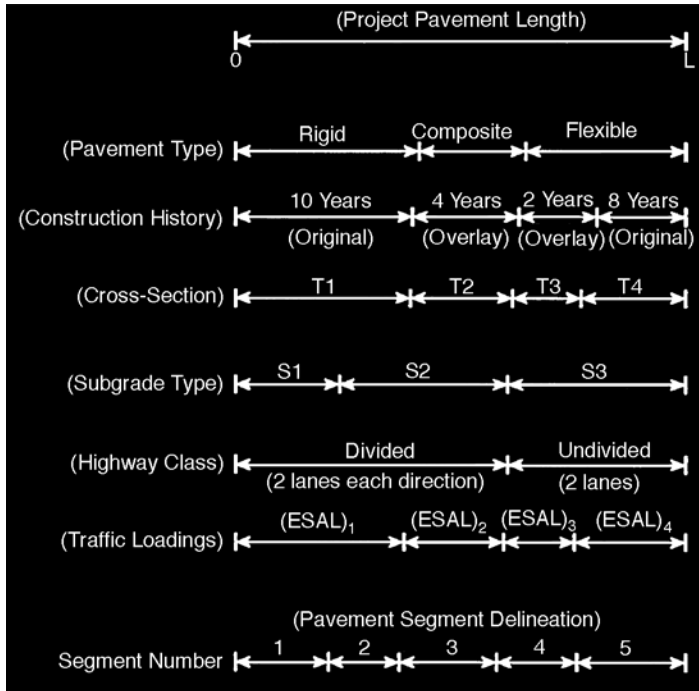 (Project Pavement Length)
0 L
Rigid Composite Flexible
(Pavement Type)
10 Years 4 Years 2 Years 8 Years
(Construction History)
(Original) (Overlay) (Overlay) (Original)
T1 T2 T3 T4
(Cross-Section)
S1 S2 S3
(Subgrade Type)
Divided Undivided
(Highway Class)
(2 lanes each direction) (2 lanes)
(ESAL)₁ (ESAL)₂ (ESAL)₃ (ESAL)₄
(Traffic Loadings)
(Pavement Segment Delineation)
1 2 3 4 5
Segment Number